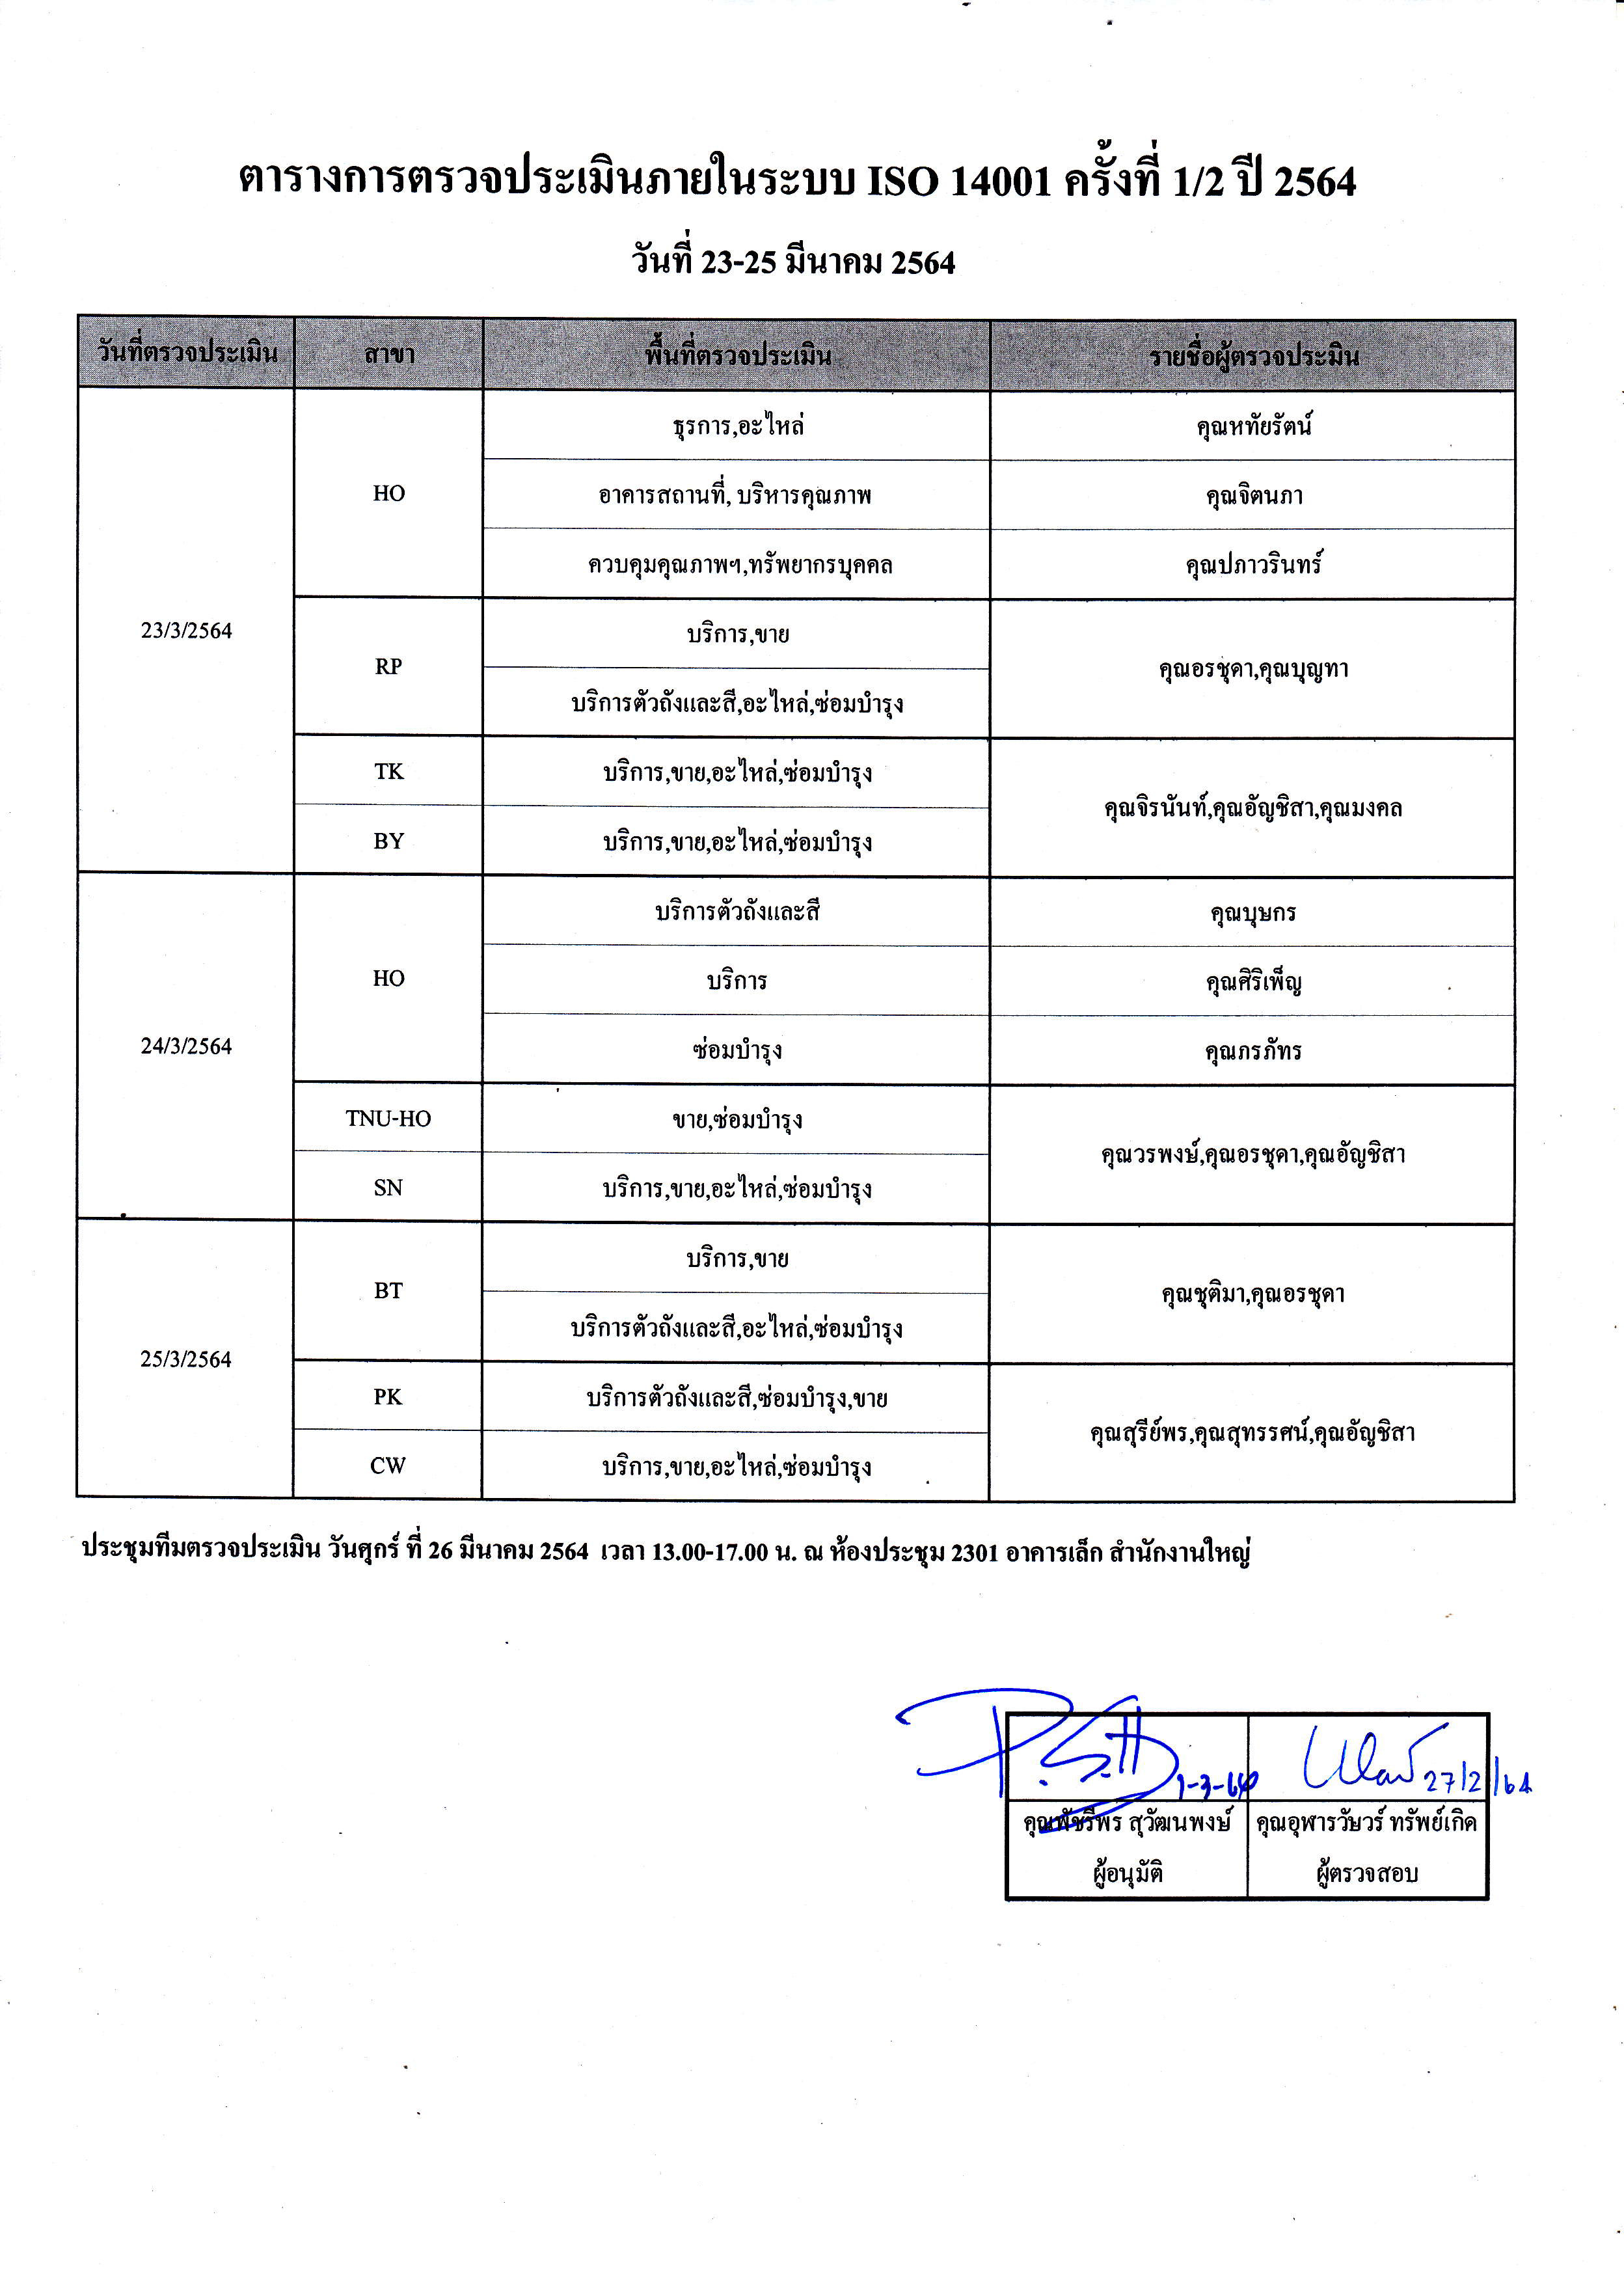 ตารางการตรวจประเมินภายในระบบ ISO 14001 ครั้งที่ 1/2 ปี 2564
วันที่ 23-25 มีนาคม 2564
วันที่ตรวจประเมิน สาขา พื้นที่ตรวจประเมิน รายชื่อผู้ตรวจประมิน
23/3/2564 HO ธุรการ,อะไหล่ คุณหทัยรัตน์
อาคารสถานที่, บริหารคุณภาพ คุณจิตนภา
ควบคุมคุณภาพฯ,ทรัพยากรบุคคล คุณปภาวรินทร์
RP บริการ,ขาย คุณอรชุดา,คุณบุญทา
บริการตัวถังและสี,อะไหล่,ซ่อมบำรุง
TK บริการ,ขาย,อะไหล่,ซ่อมบำรุง คุณจิรนันท์,คุณอัญชิสา,คุณมงคล
BY บริการ,ขาย,อะไหล่,ซ่อมบำรุง
24/3/2564 HO บริการตัวถังและสี คุณบุษกร
บริการ คุณศิริเพ็ญ
ซ่อมบำรุง คุณกรภัทร
TNU-HO ขาย,ซ่อมบำรุง คุณวรพงษ์,คุณอรชุดา,คุณอัญชิสา
SN บริการ,ขาย,อะไหล่,ซ่อมบำรุง
25/3/2564 BT บริการ,ขาย คุณชุติมา,คุณอรชุดา
บริการตัวถังและสี,อะไหล่,ซ่อมบำรุง
PK บริการตัวถังและสี,ซ่อมบำรุง,ขาย คุณสุรีย์พร,คุณสุทรรศน์,คุณอัญชิสา
CW บริการ,ขาย,อะไหล่,ซ่อมบำรุง
ประชุมทีมตรวจประเมิน วันศุกร์ ที่ 26 มีนาคม 2564 เวลา 13.00-17.00 น. ณ ห้องประชุม 2301 อาคารเล็ก สำนักงานใหญ่
1-3-64 27/2/64
คุณพัชรีพร สุวัฒนพงษ์ คุณอุฬารวัษวร์ ทรัพย์เกิด
ผู้อนุมัติ ผู้ตรวจสอบ